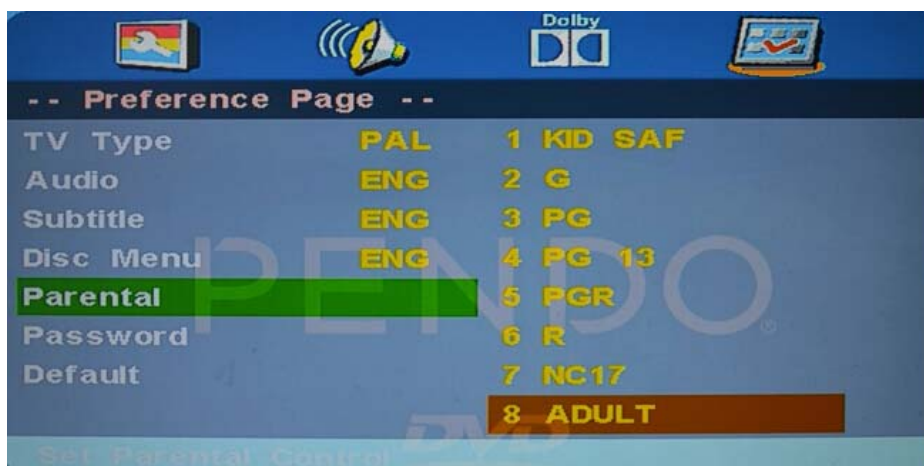 Dolby
-- Preference Page --
TV Type PAL
Audio ENG
Subtitle ENG
Disc Menu ENG
Parental
Password
Default
1 KID SAF
2 G
3 PG
4 PG 13
5 PGR
6 R
7 NC17
8 ADULT
PENDO
DVD
Set Parental Control